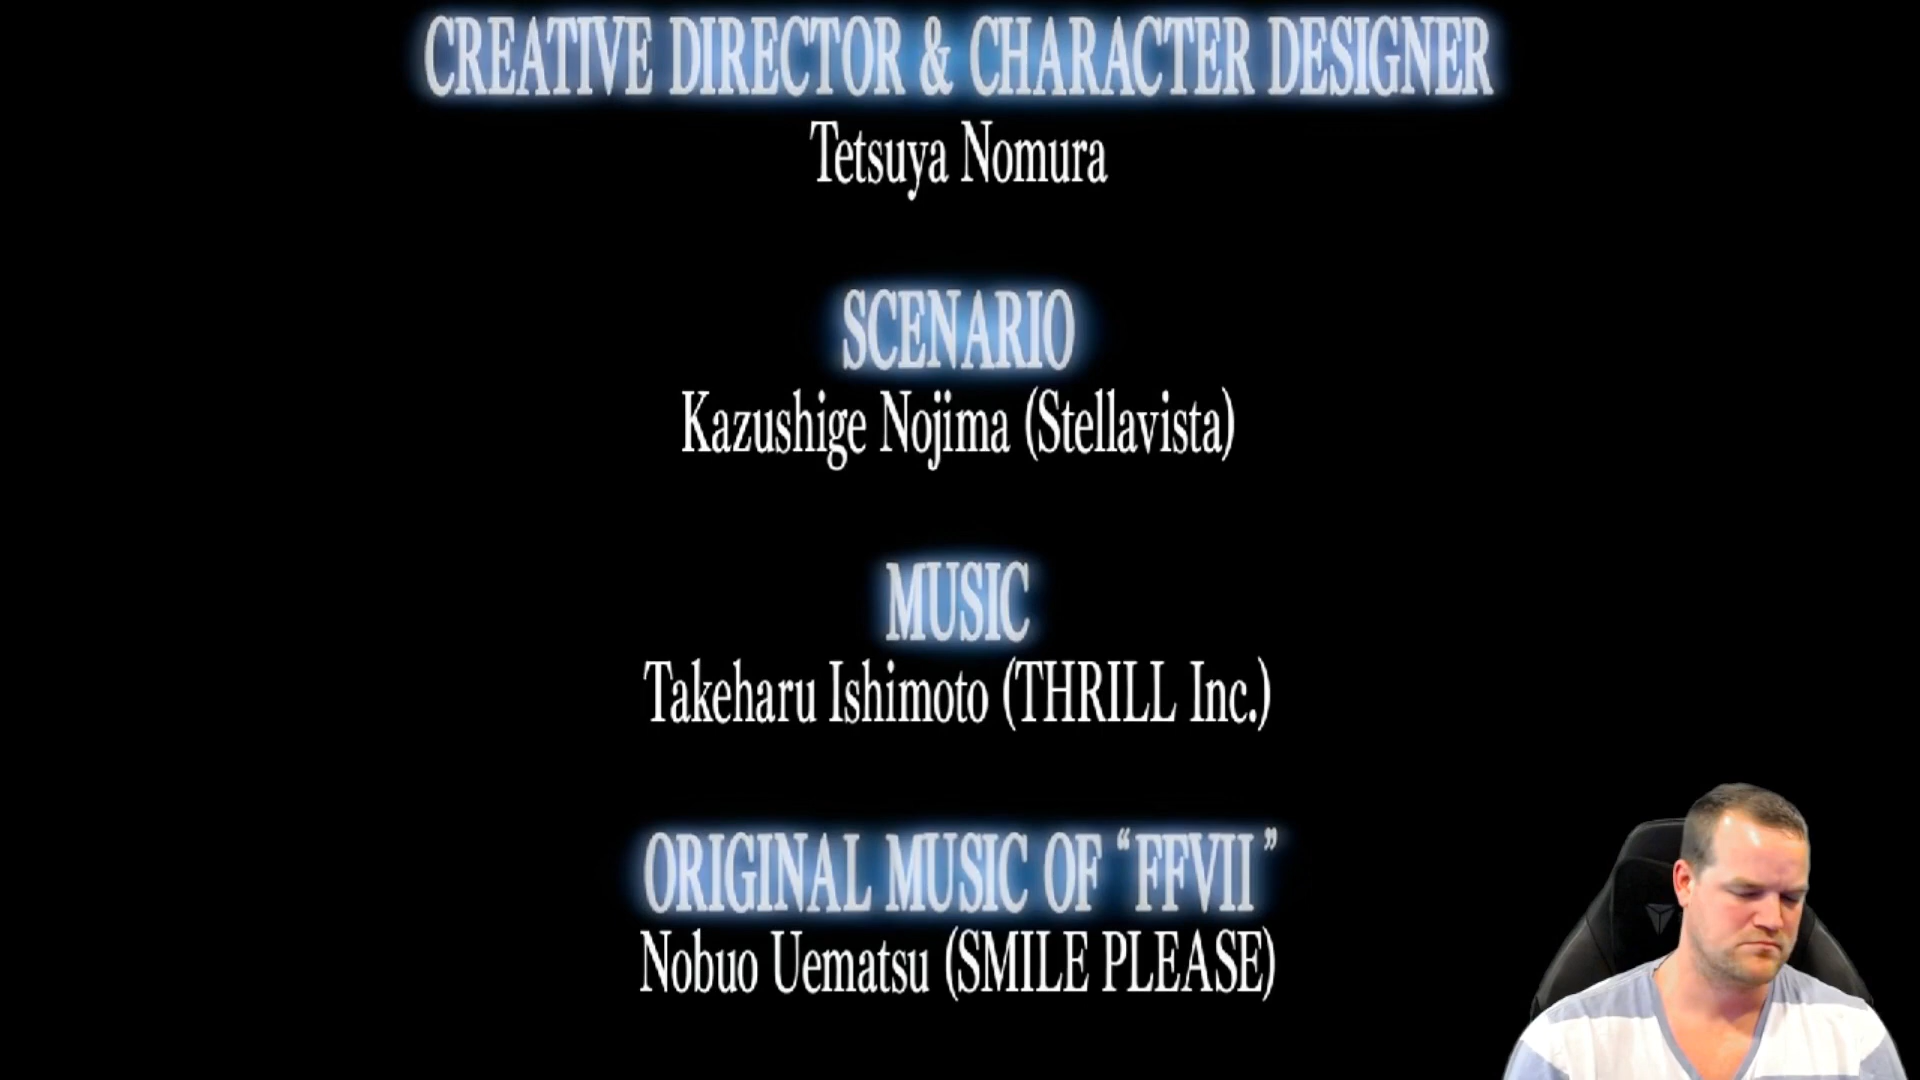 CREATIVE DIRECTOR & CHARACTER DESIGNER
Tetsuya Nomura
SCENARIO
Kazushige Nojima (Stellavista)
MUSIC
Takeharu Ishimoto (THRILL Inc.)
ORIGINAL MUSIC OF “FFVII”
Nobuo Uematsu (SMILE PLEASE)